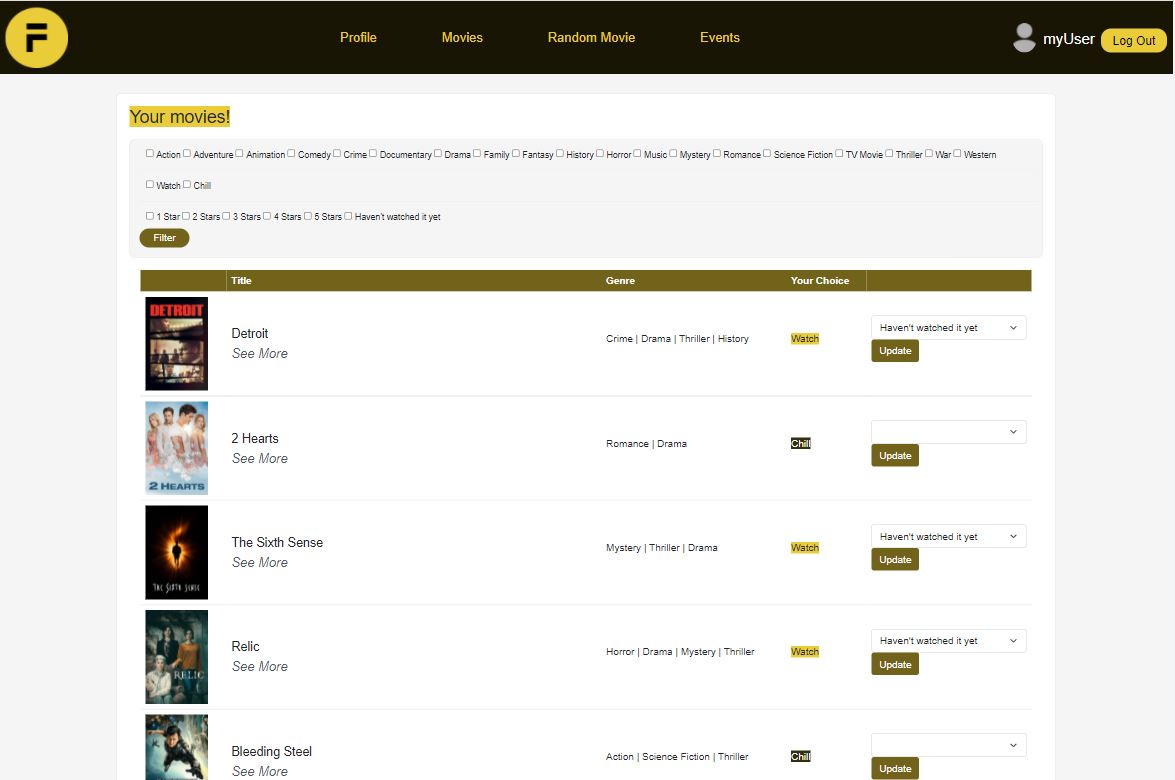 F
Profile Movies Random Movie Events myUser Log Out
Your movies!
Action Adventure Animation Comedy Crime Documentary Drama Family Fantasy History Horror Music Mystery Romance Science Fiction TV Movie Thriller War Western
Watch Chill
1 Star 2 Stars 3 Stars 4 Stars 5 Stars Haven't watched it yet
Filter
Title Genre Your Choice
DETROIT
Detroit
See More
Crime | Drama | Thriller | History
Watch
Haven't watched it yet
Update
2 HEARTS
2 Hearts
See More
Romance | Drama
Chill
Update
THE SIXTH SENSE
The Sixth Sense
See More
Mystery | Thriller | Drama
Watch
Haven't watched it yet
Update
RELIC
Relic
See More
Horror | Drama | Mystery | Thriller
Watch
Haven't watched it yet
Update
Bleeding Steel
See More
Action | Science Fiction | Thriller
Chill
Update